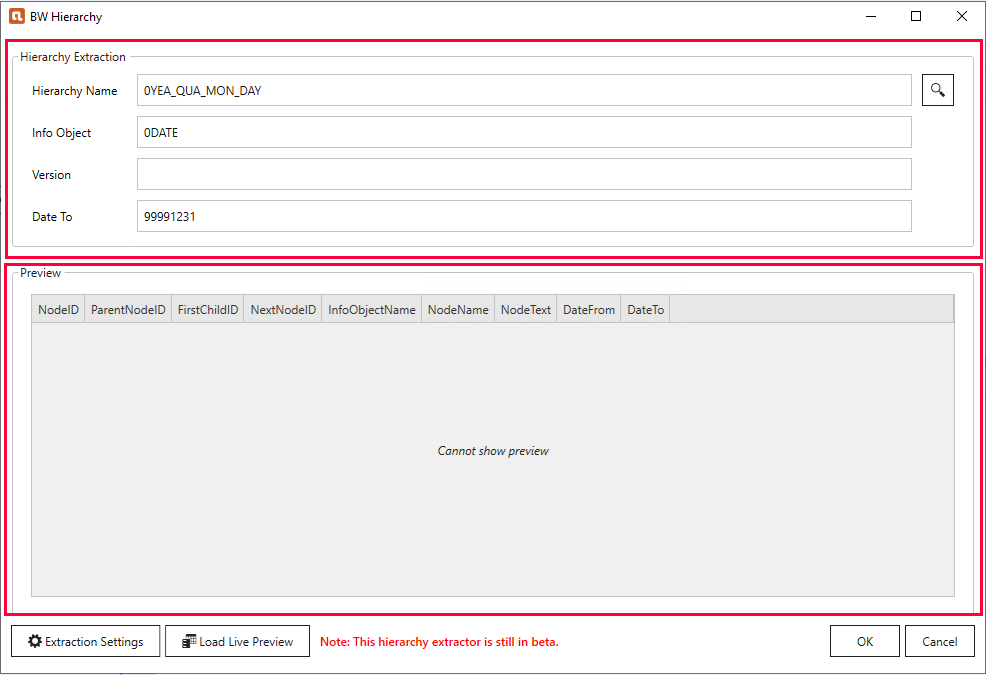 BW Hierarchy
Hierarchy Extraction
Hierarchy Name 0YEA_QUA_MON_DAY
Info Object 0DATE
Version
Date To 99991231
Preview
NodeID ParentNodeID FirstChildID NextNodeID InfoObjectName NodeName NodeText DateFrom DateTo
Cannot show preview
Extraction Settings Load Live Preview Note: This hierarchy extractor is still in beta. OK Cancel